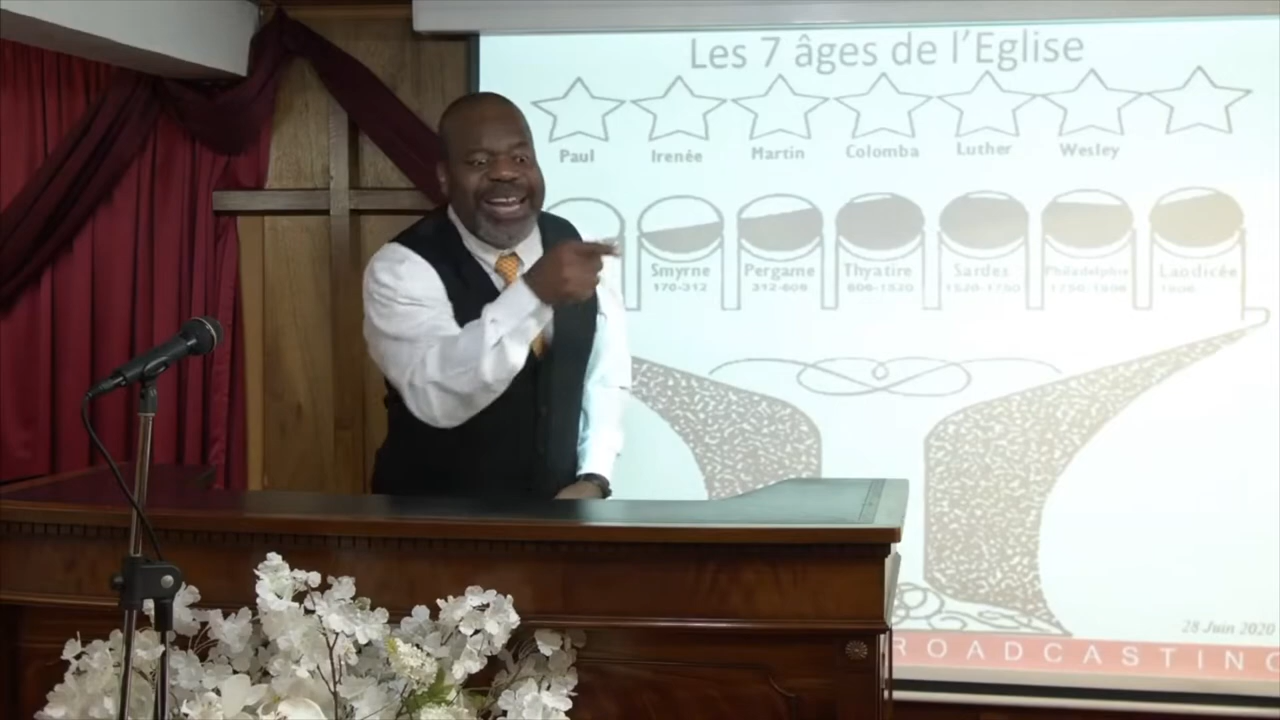 Les 7 âges de l'Eglise
Paul Irenée Martin Colomba Luther Wesley
Smyrne Pergame Thyatire Sardes Philadelphie Laodicée
170-312 312-606 606-1520 1520-1750 1750-1906 1906
28 Juin 2020
ROADCASTING